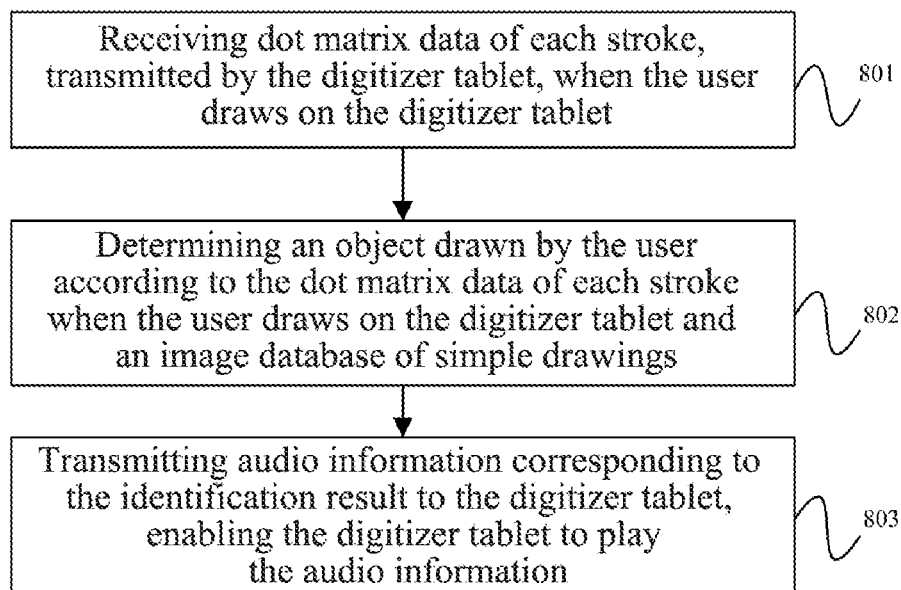 Receiving dot matrix data of each stroke,
transmitted by the digitizer tablet, when the user
draws on the digitizer tablet
801
Determining an object drawn by the user
according to the dot matrix data of each stroke
when the user draws on the digitizer tablet and
an image database of simple drawings
802
Transmitting audio information corresponding to
the identification result to the digitizer tablet,
enabling the digitizer tablet to play
the audio information
803